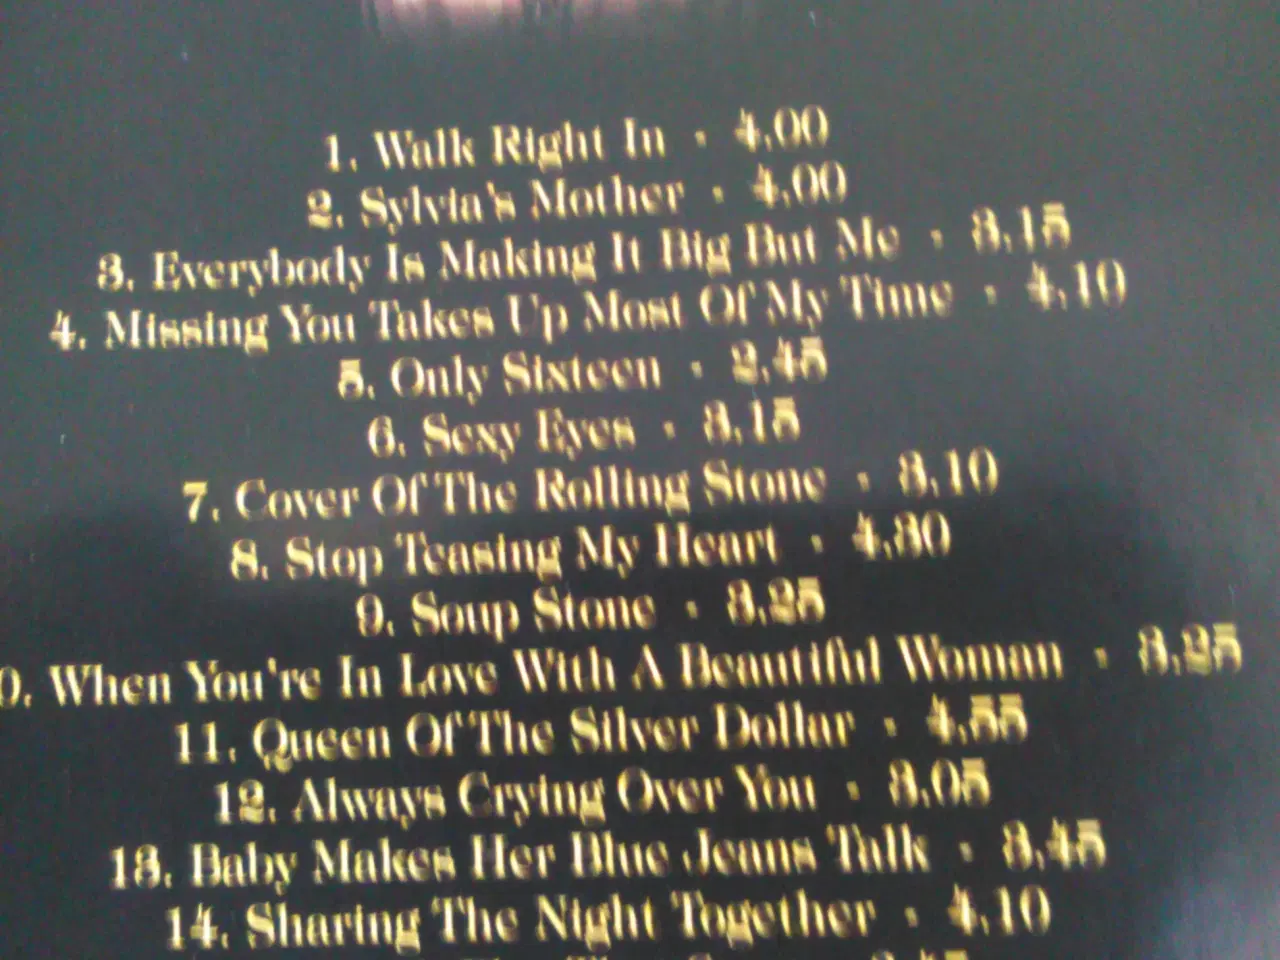 1. Walk Right In · 4.00
2. Sylvia's Mother · 4.00
3. Everybody Is Making It Big But Me · 3.15
4. Missing You Takes Up Most Of My Time · 4.10
5. Only Sixteen · 2.45
6. Sexy Eyes · 3.15
7. Cover Of The Rolling Stone · 3.10
8. Stop Teasing My Heart · 4.30
9. Soup Stone · 3.25
0. When You're In Love With A Beautiful Woman · 3.25
11. Queen Of The Silver Dollar · 4.55
12. Always Crying Over You · 3.05
13. Baby Makes Her Blue Jeans Talk · 3.45
14. Sharing The Night Together · 4.10